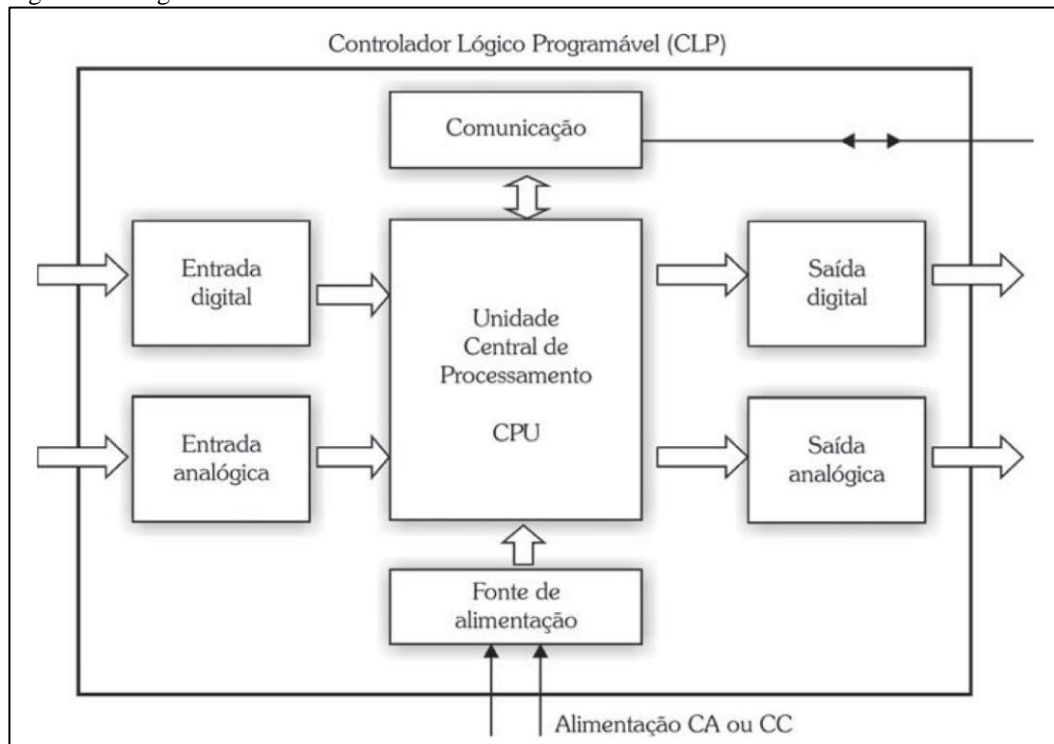 Controlador Lógico Programável (CLP)
Comunicação
Entrada
digital
Unidade
Central de
Processamento
CPU
Saída
digital
Entrada
analógica
Saída
analógica
Fonte de
alimentação
Alimentação CA ou CC